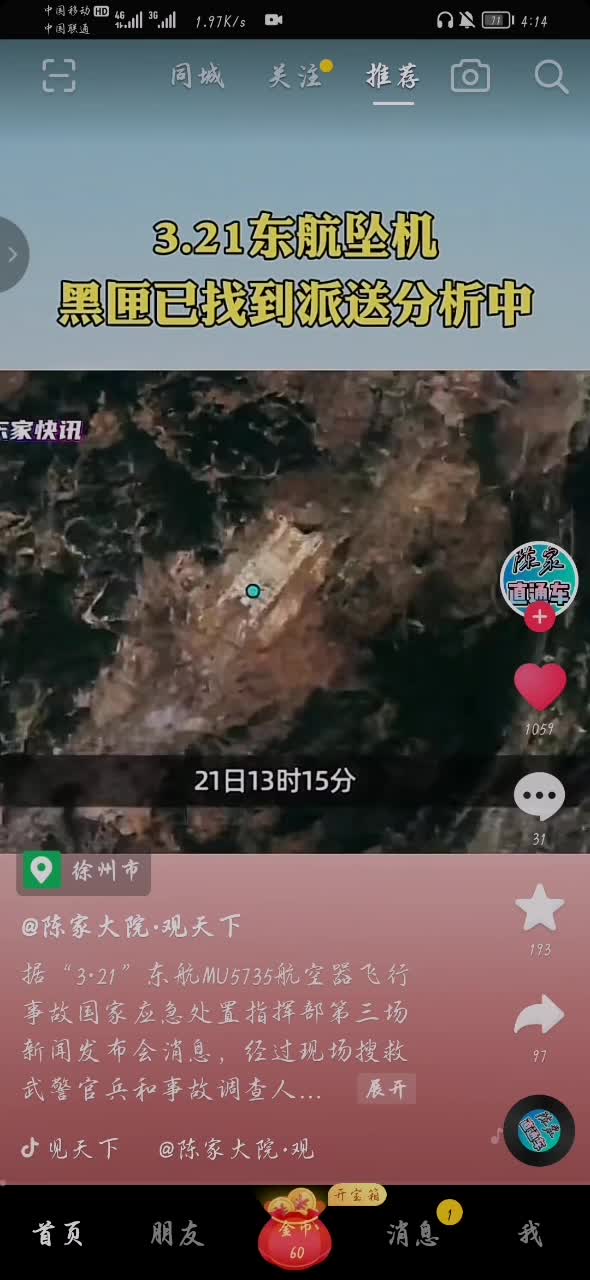 中国移动 HD 4G 3G 1.97K/s 71 4:14
中国联通
同城 关注 推荐
3.21东航坠机
黑匣已找到派送分析中
东家快讯
陈家
直通车
1059
21日13时15分
31
徐州市
@陈家大院·观天下
193
据“3·21”东航MU5735航空器飞行
事故国家应急处置指挥部第三场
新闻发布会消息，经过现场搜救
97
武警官兵和事故调查人... 展开
观天下 @陈家大院·观
开宝箱
首页 朋友 金币 消息 1 我
60